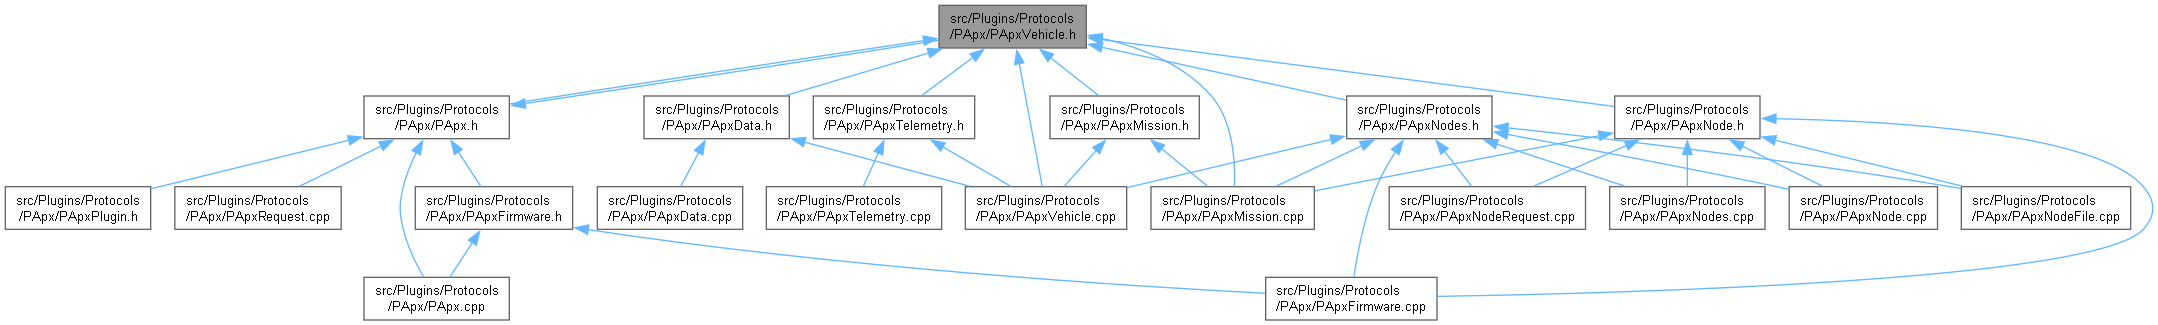 src/Plugins/Protocols
/PApx/PApxVehicle.h
src/Plugins/Protocols
/PApx/PApx.h
src/Plugins/Protocols
/PApx/PApxData.h
src/Plugins/Protocols
/PApx/PApxTelemetry.h
src/Plugins/Protocols
/PApx/PApxMission.h
src/Plugins/Protocols
/PApx/PApxNodes.h
src/Plugins/Protocols
/PApx/PApxNode.h
src/Plugins/Protocols
/PApx/PApxPlugin.h
src/Plugins/Protocols
/PApx/PApxRequest.cpp
src/Plugins/Protocols
/PApx/PApxFirmware.h
src/Plugins/Protocols
/PApx/PApxData.cpp
src/Plugins/Protocols
/PApx/PApxTelemetry.cpp
src/Plugins/Protocols
/PApx/PApxVehicle.cpp
src/Plugins/Protocols
/PApx/PApxMission.cpp
src/Plugins/Protocols
/PApx/PApxNodeRequest.cpp
src/Plugins/Protocols
/PApx/PApxNodes.cpp
src/Plugins/Protocols
/PApx/PApxNode.cpp
src/Plugins/Protocols
/PApx/PApxNodeFile.cpp
src/Plugins/Protocols
/PApx/PApx.cpp
src/Plugins/Protocols
/PApx/PApxFirmware.cpp